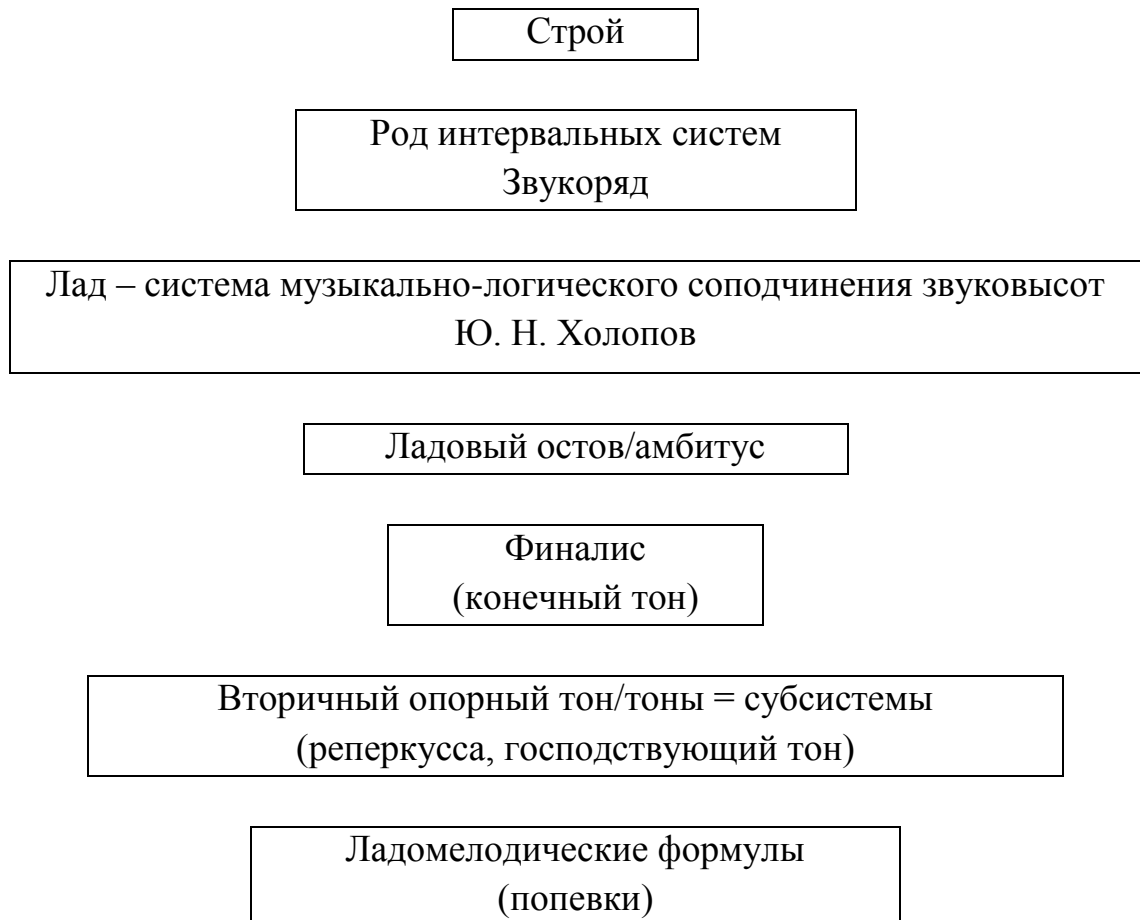 Строй
Род интервальных систем
Звукоряд
Лад – система музыкально-логического соподчинения звуковысот
Ю. Н. Холопов
Ладовый остов/амбитус
Финалис
(конечный тон)
Вторичный опорный тон/тоны = субсистемы
(реперкусса, господствующий тон)
Ладомелодические формулы
(попевки)